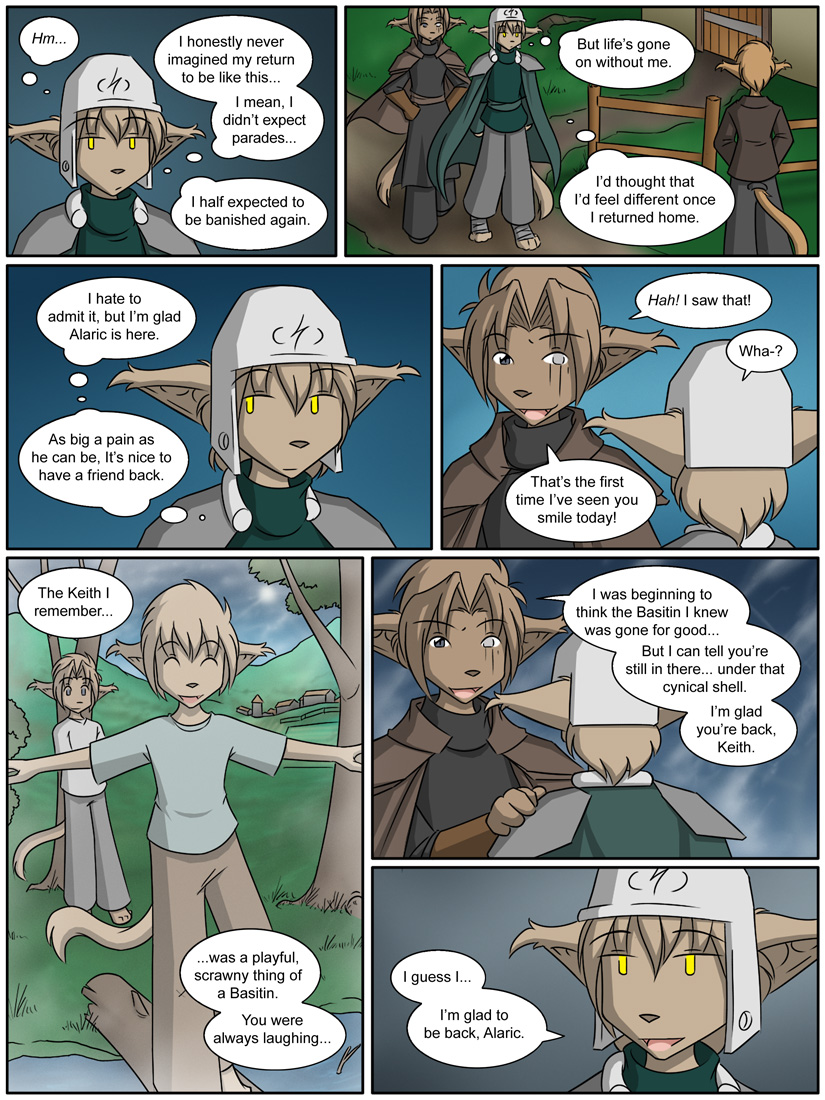 Hm...
I honestly never
imagined my return
to be like this...
I mean, I
didn't expect
parades...
I half expected to
be banished again.
But life's gone
on without me.
I'd thought that
I'd feel different once
I returned home.
I hate to
admit it, but I'm glad
Alaric is here.
As big a pain as
he can be, It's nice to
have a friend back.
Hah! I saw that!
Wha-?
That's the first
time I've seen you
smile today!
The Keith I
remember...
...was a playful,
scrawny thing of
a Basitin.
You were
always laughing...
I was beginning to
think the Basitin I knew
was gone for good...
But I can tell you're
still in there... under that
cynical shell.
I'm glad
you're back,
Keith.
I guess I...
I'm glad to
be back, Alaric.